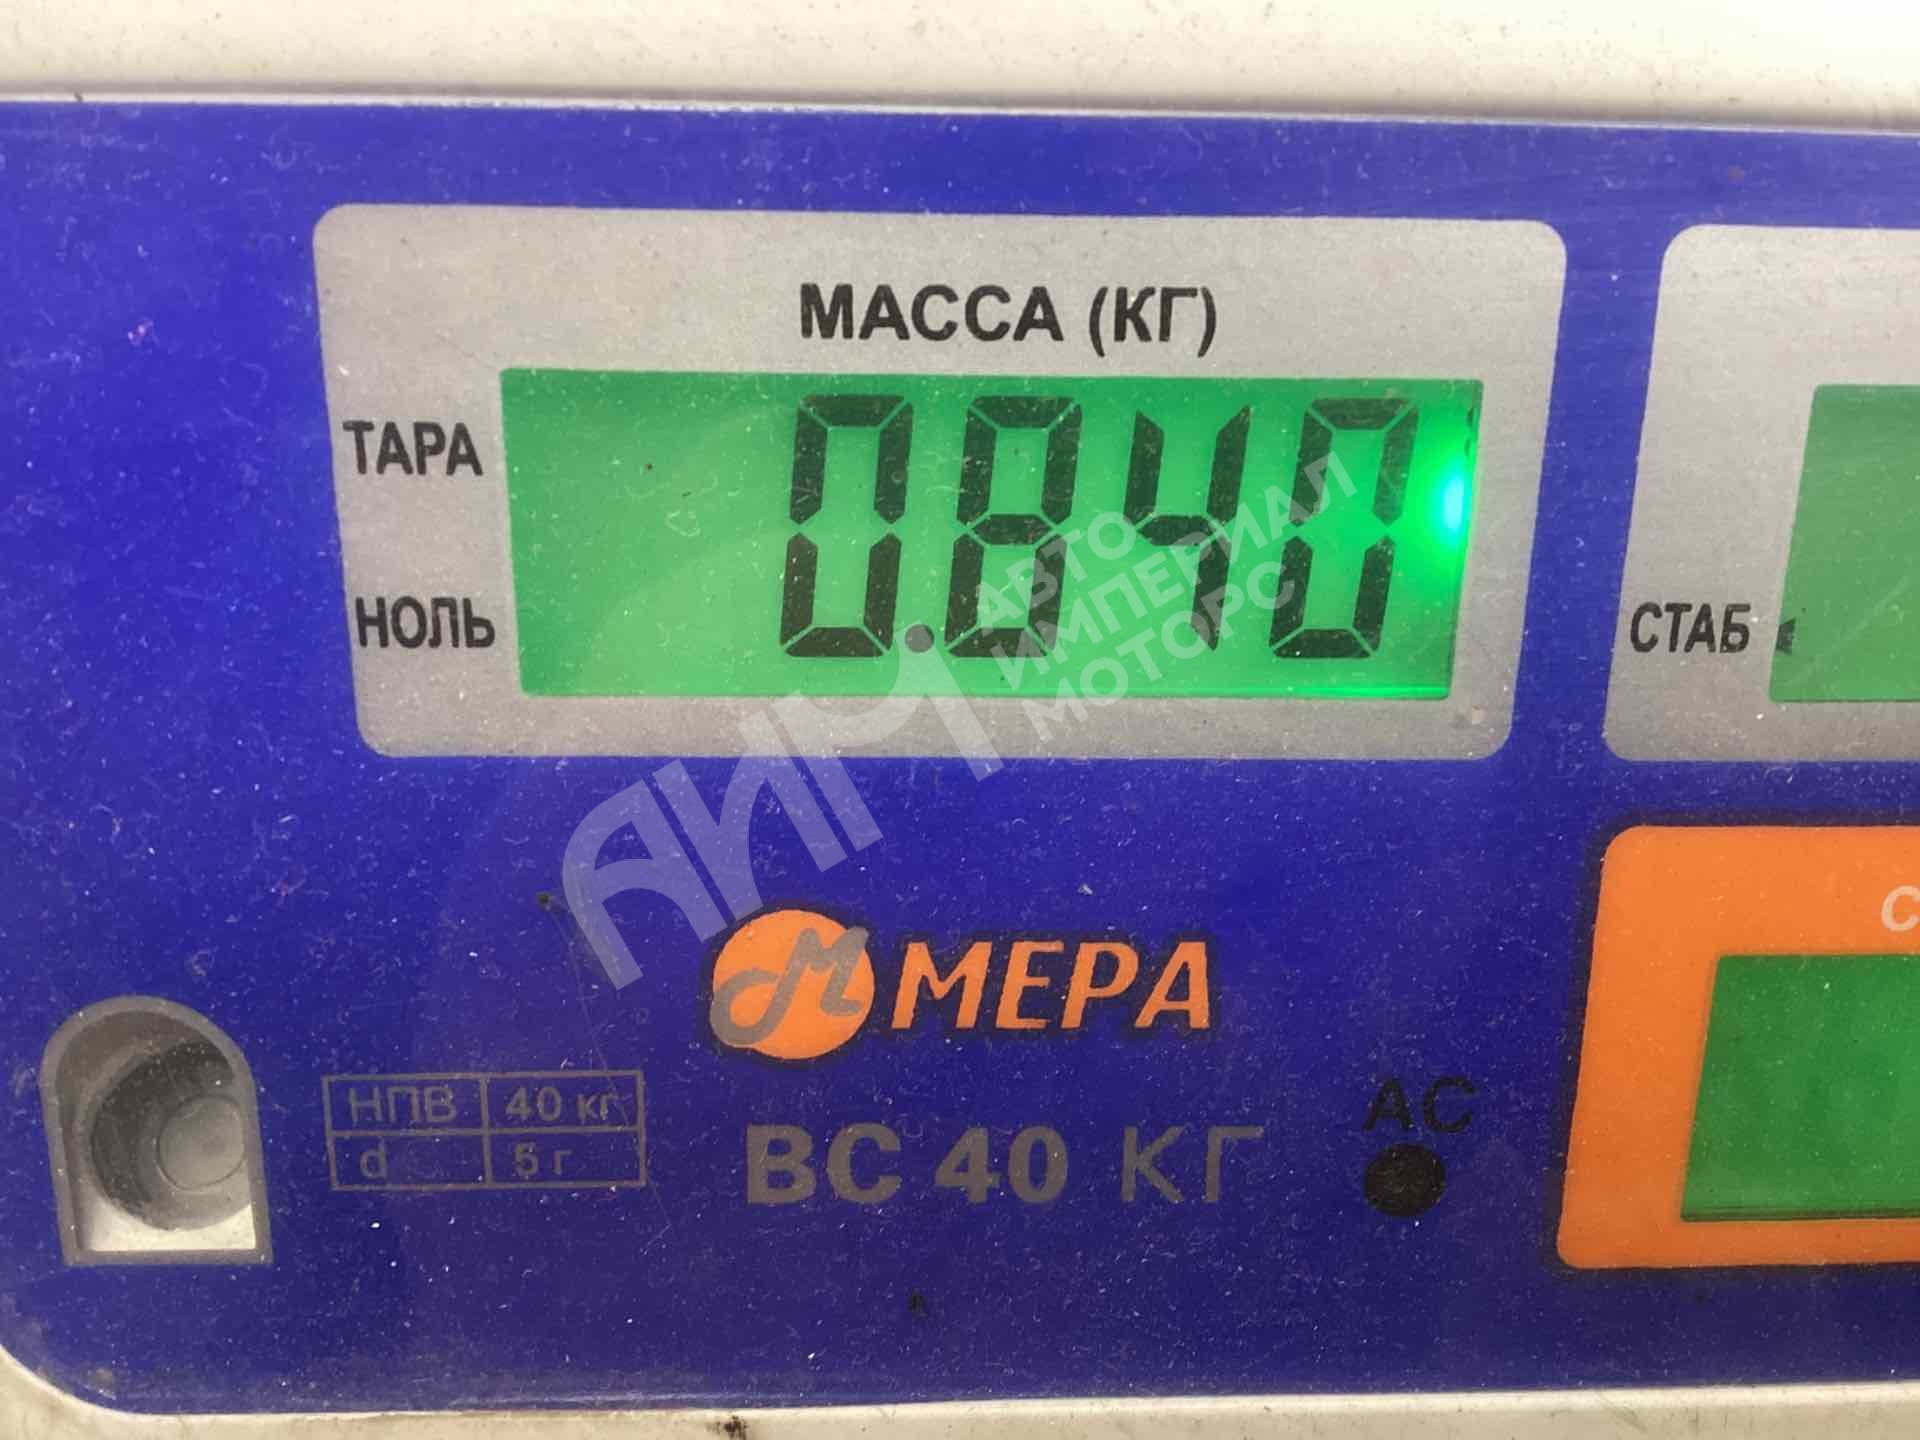 МАССА (КГ)
ТАРА
0.840
НОЛЬ
СТАБ
АИМ
АВТО
ИМПЕРИАЛ
МОТОРС
С
М МЕРА
НПВ 40 кг
d 5 г
ВС 40 КГ
АС